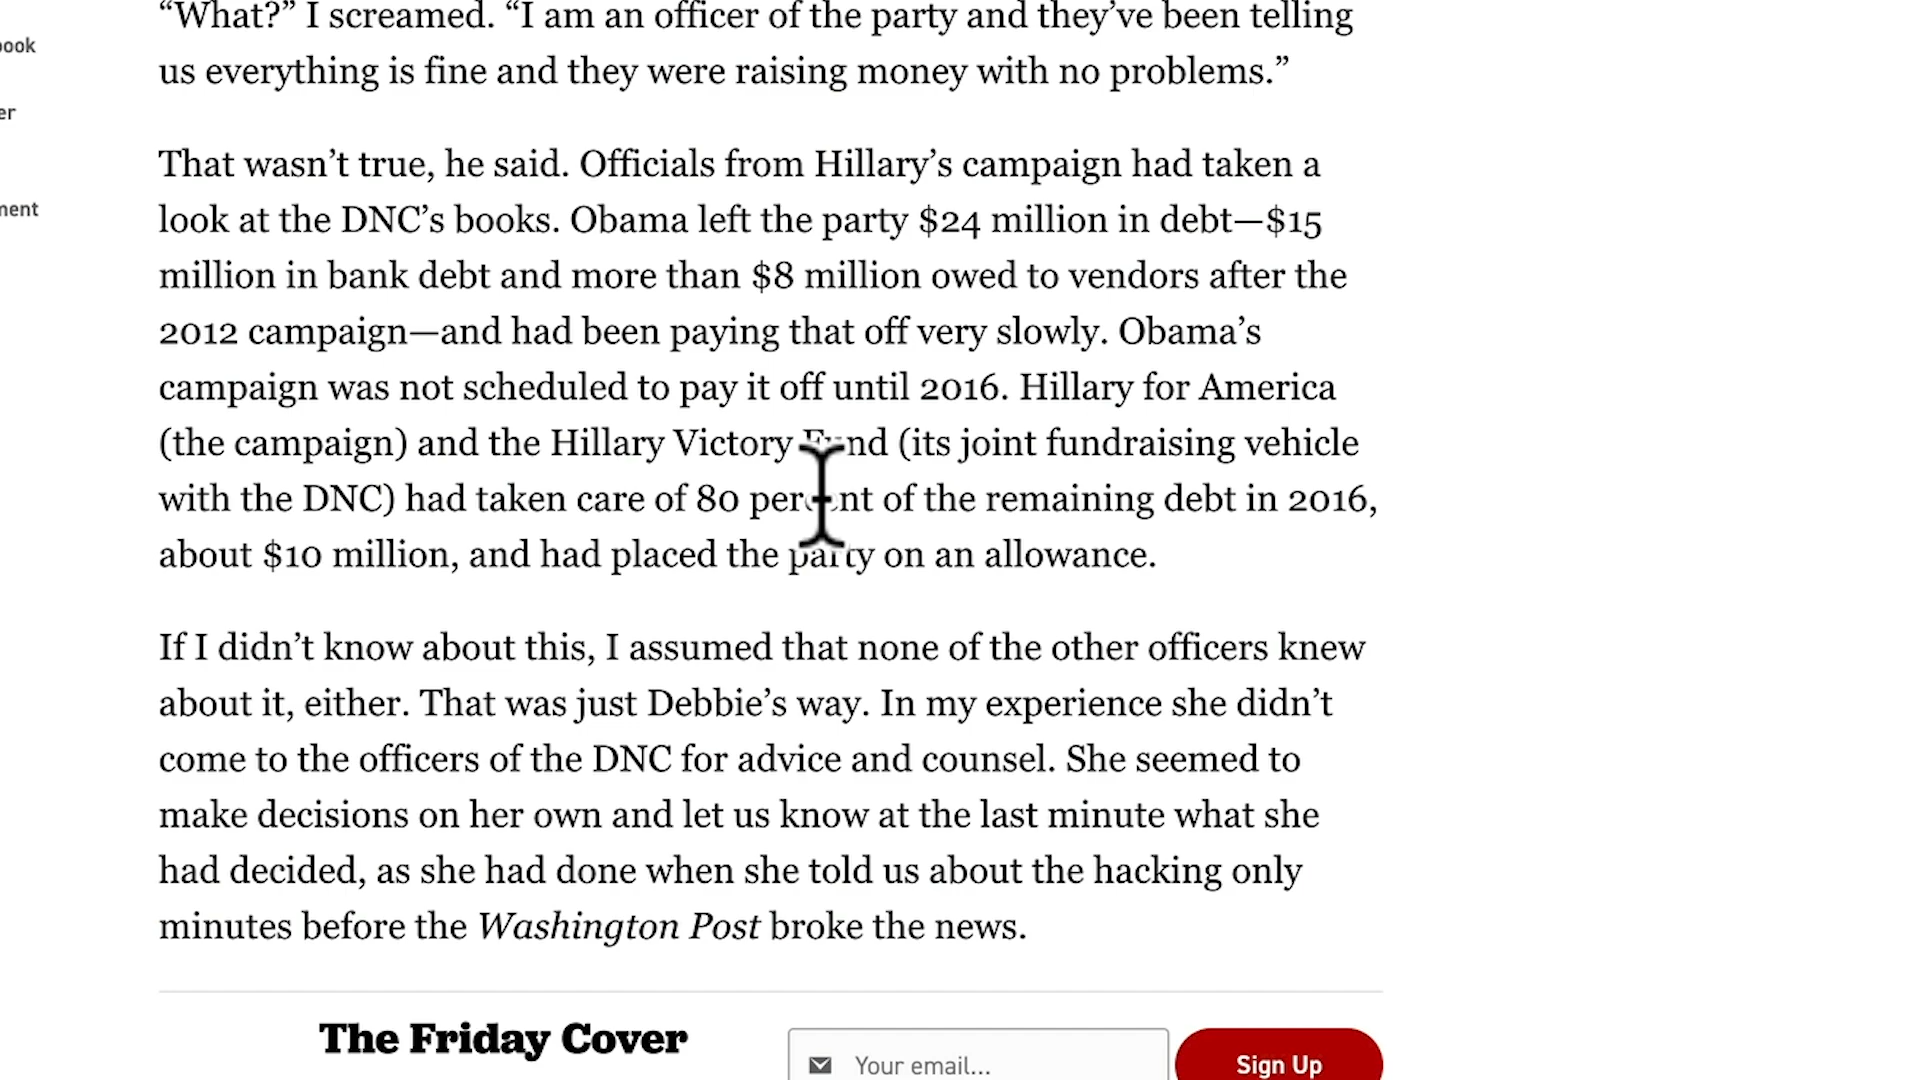 “What?” I screamed. “I am an officer of the party and they’ve been telling
us everything is fine and they were raising money with no problems.”
That wasn’t true, he said. Officials from Hillary’s campaign had taken a
look at the DNC’s books. Obama left the party $24 million in debt—$15
million in bank debt and more than $8 million owed to vendors after the
2012 campaign—and had been paying that off very slowly. Obama’s
campaign was not scheduled to pay it off until 2016. Hillary for America
(the campaign) and the Hillary Victory Fund (its joint fundraising vehicle
with the DNC) had taken care of 80 percent of the remaining debt in 2016,
about $10 million, and had placed the party on an allowance.
If I didn’t know about this, I assumed that none of the other officers knew
about it, either. That was just Debbie’s way. In my experience she didn’t
come to the officers of the DNC for advice and counsel. She seemed to
make decisions on her own and let us know at the last minute what she
had decided, as she had done when she told us about the hacking only
minutes before the Washington Post broke the news.
The Friday Cover
Your email...
Sign Up